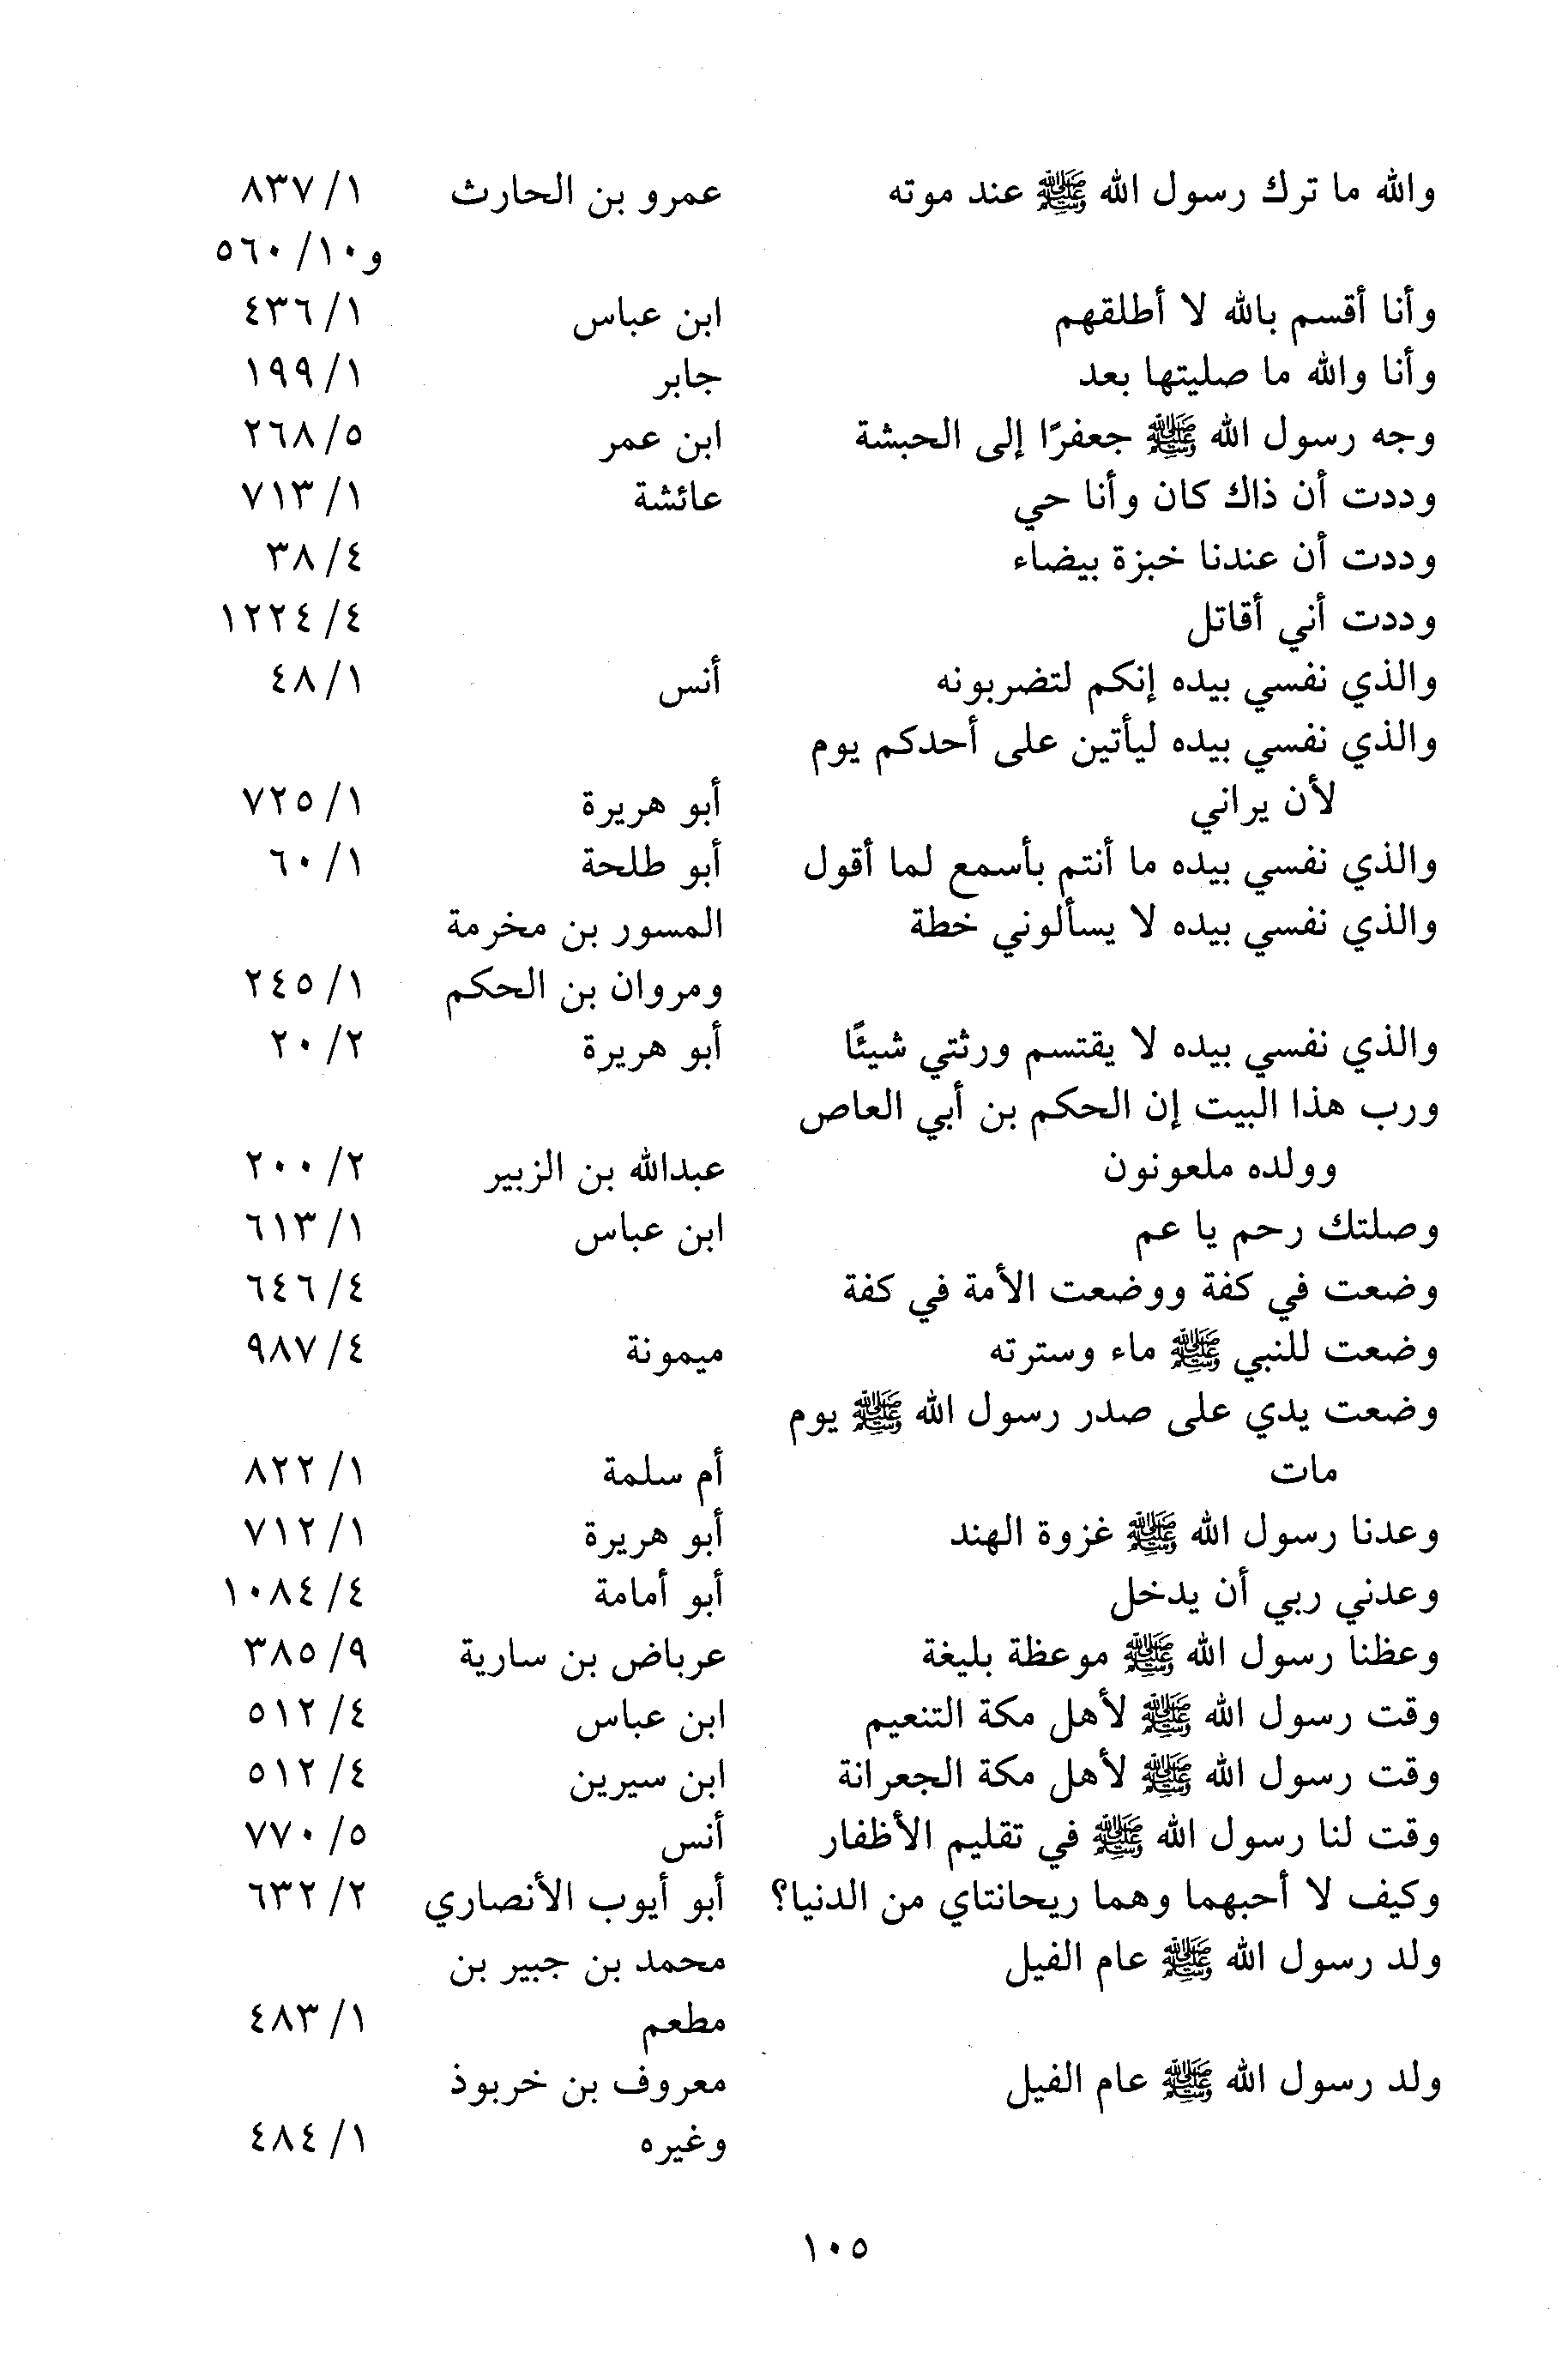 والله ما ترك رسول الله ﷺ عند موته عمرو بن الحارث ١/ ٨٣٧
و١٠/ ٥٦٠
وأنا أقسم بالله لا أطلقهم ابن عباس ١/ ٤٣٦
وأنا والله ما صليتها بعد جابر ١/ ١٩٩
وجه رسول الله ﷺ جعفرًا إلى الحبشة ابن عمر ٥/ ٢٦٨
وددت أن ذاك كان وأنا حي عائشة ١/ ٧١٣
وددت أن عندنا خبزة بيضاء ٤/ ٣٨
وددت أني أقاتل ٤/ ١٢٢٤
والذي نفسي بيده إنكم لتضربونه أنس ١/ ٤٨
والذي نفسي بيده ليأتين على أحدكم يوم
لأن يراني أبو هريرة ١/ ٧٢٥
والذي نفسي بيده ما أنتم بأسمع لما أقول أبو طلحة ١/ ٦٠
والذي نفسي بيده لا يسألوني خطة المسور بن مخرمة
ومروان بن الحكم ١/ ٢٤٥
والذي نفسي بيده لا يقتسم ورثتي شيئًا أبو هريرة ٢/ ٢٠
ورب هذا البيت إن الحكم بن أبي العاص
وولده ملعونون عبدالله بن الزبير ٢/ ٢٠٠
وصلتك رحم يا عم ابن عباس ١/ ٦١٣
وضعت في كفة ووضعت الأمة في كفة ٤/ ٦٤٦
وضعت للنبي ﷺ ماء وسترته ميمونة ٤/ ٩٨٧
وضعت يدي على صدر رسول الله ﷺ يوم
مات أم سلمة ١/ ٨٢٢
وعدنا رسول الله ﷺ غزوة الهند أبو هريرة ١/ ٧١٢
وعدني ربي أن يدخل أبو أمامة ٤/ ١٠٨٤
وعظنا رسول الله ﷺ موعظة بليغة عرباض بن سارية ٩/ ٣٨٥
وقت رسول الله ﷺ لأهل مكة التنعيم ابن عباس ٤/ ٥١٢
وقت رسول الله ﷺ لأهل مكة الجعرانة ابن سيرين ٤/ ٥١٢
وقت لنا رسول الله ﷺ في تقليم الأظفار أنس ٥/ ٧٧٠
وكيف لا أحبهما وهما ريحانتاي من الدنيا؟ أبو أيوب الأنصاري ٢/ ٦٣٢
ولد رسول الله ﷺ عام الفيل محمد بن جبير بن
مطعم ١/ ٤٨٣
ولد رسول الله ﷺ عام الفيل معروف بن خربوذ
وغيره ١/ ٤٨٤
١٠٥